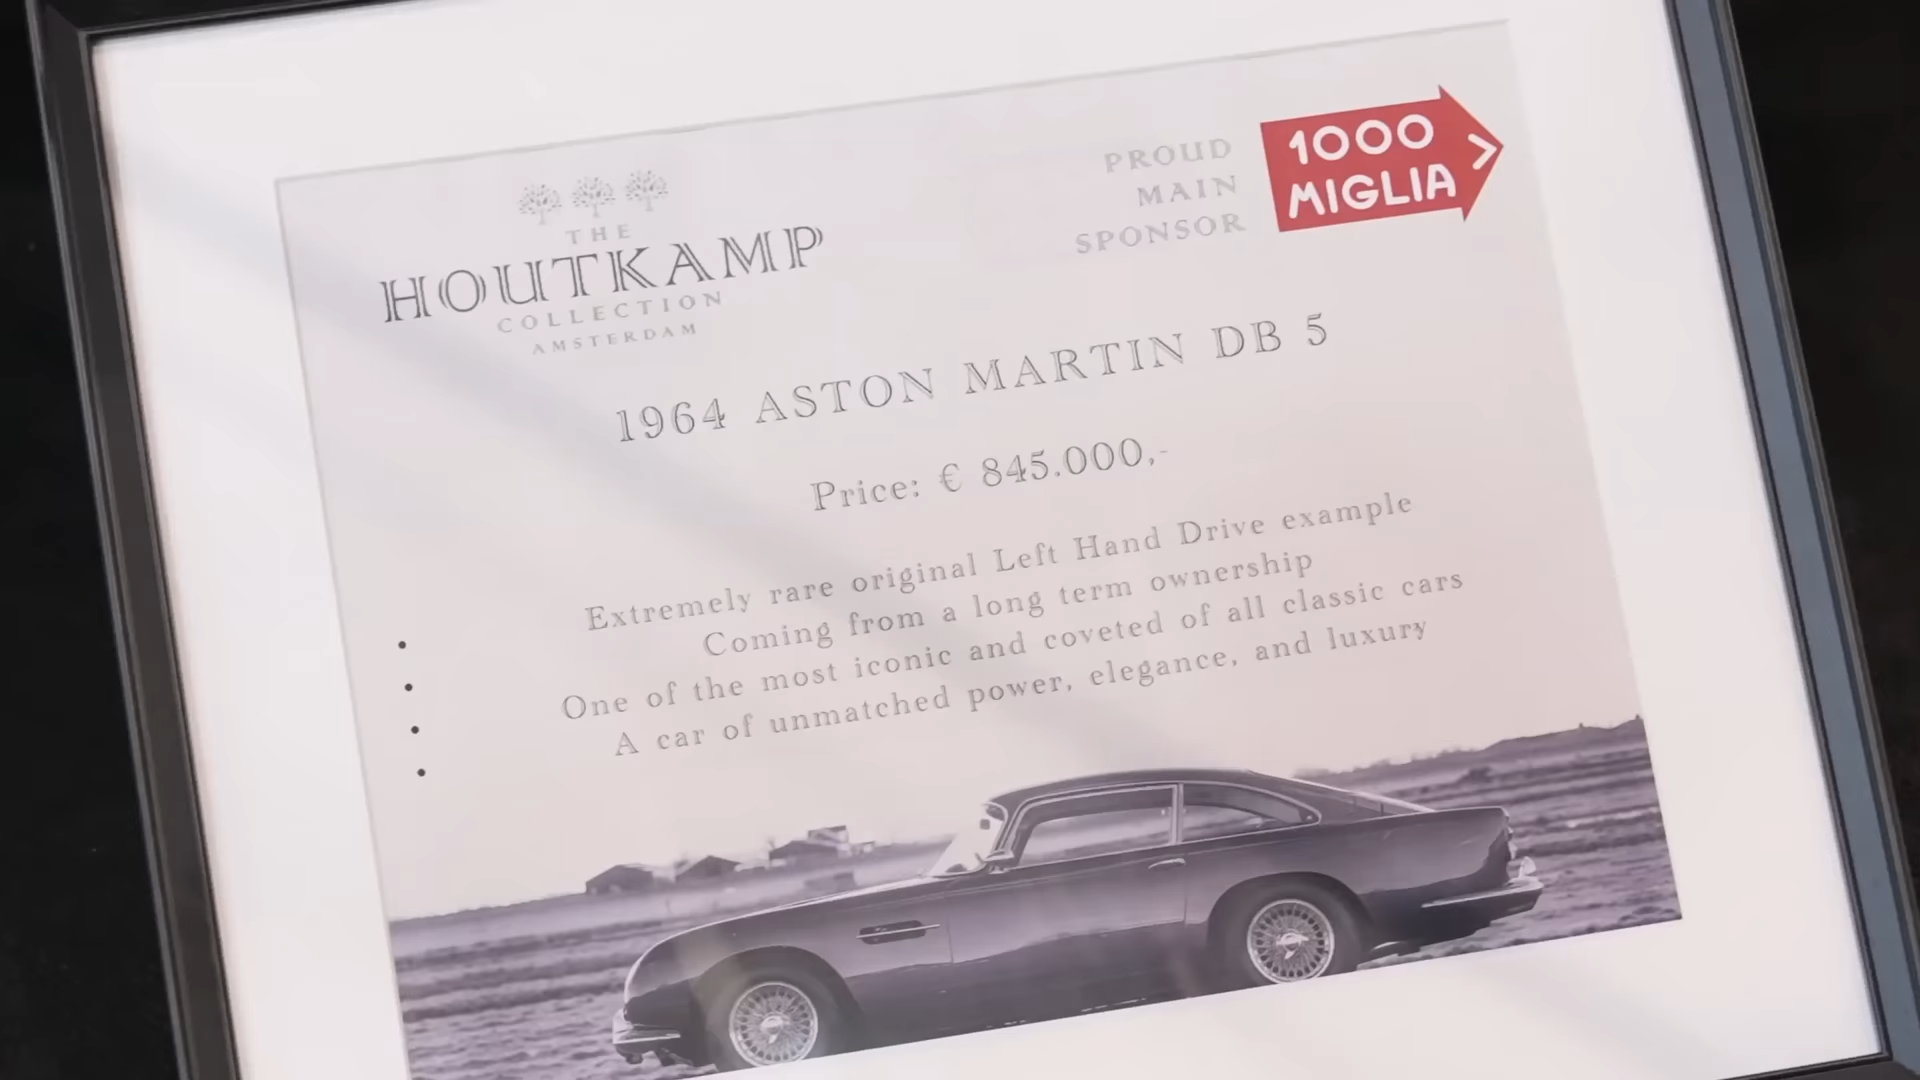 THE
HOUTKAMP
COLLECTION
AMSTERDAM
PROUD
MAIN
SPONSOR
1000
MIGLIA
1964 ASTON MARTIN DB 5
Price: € 845.000,-
• Extremely rare original Left Hand Drive example
• Coming from a long term ownership
• One of the most iconic and coveted of all classic cars
• A car of unmatched power, elegance, and luxury